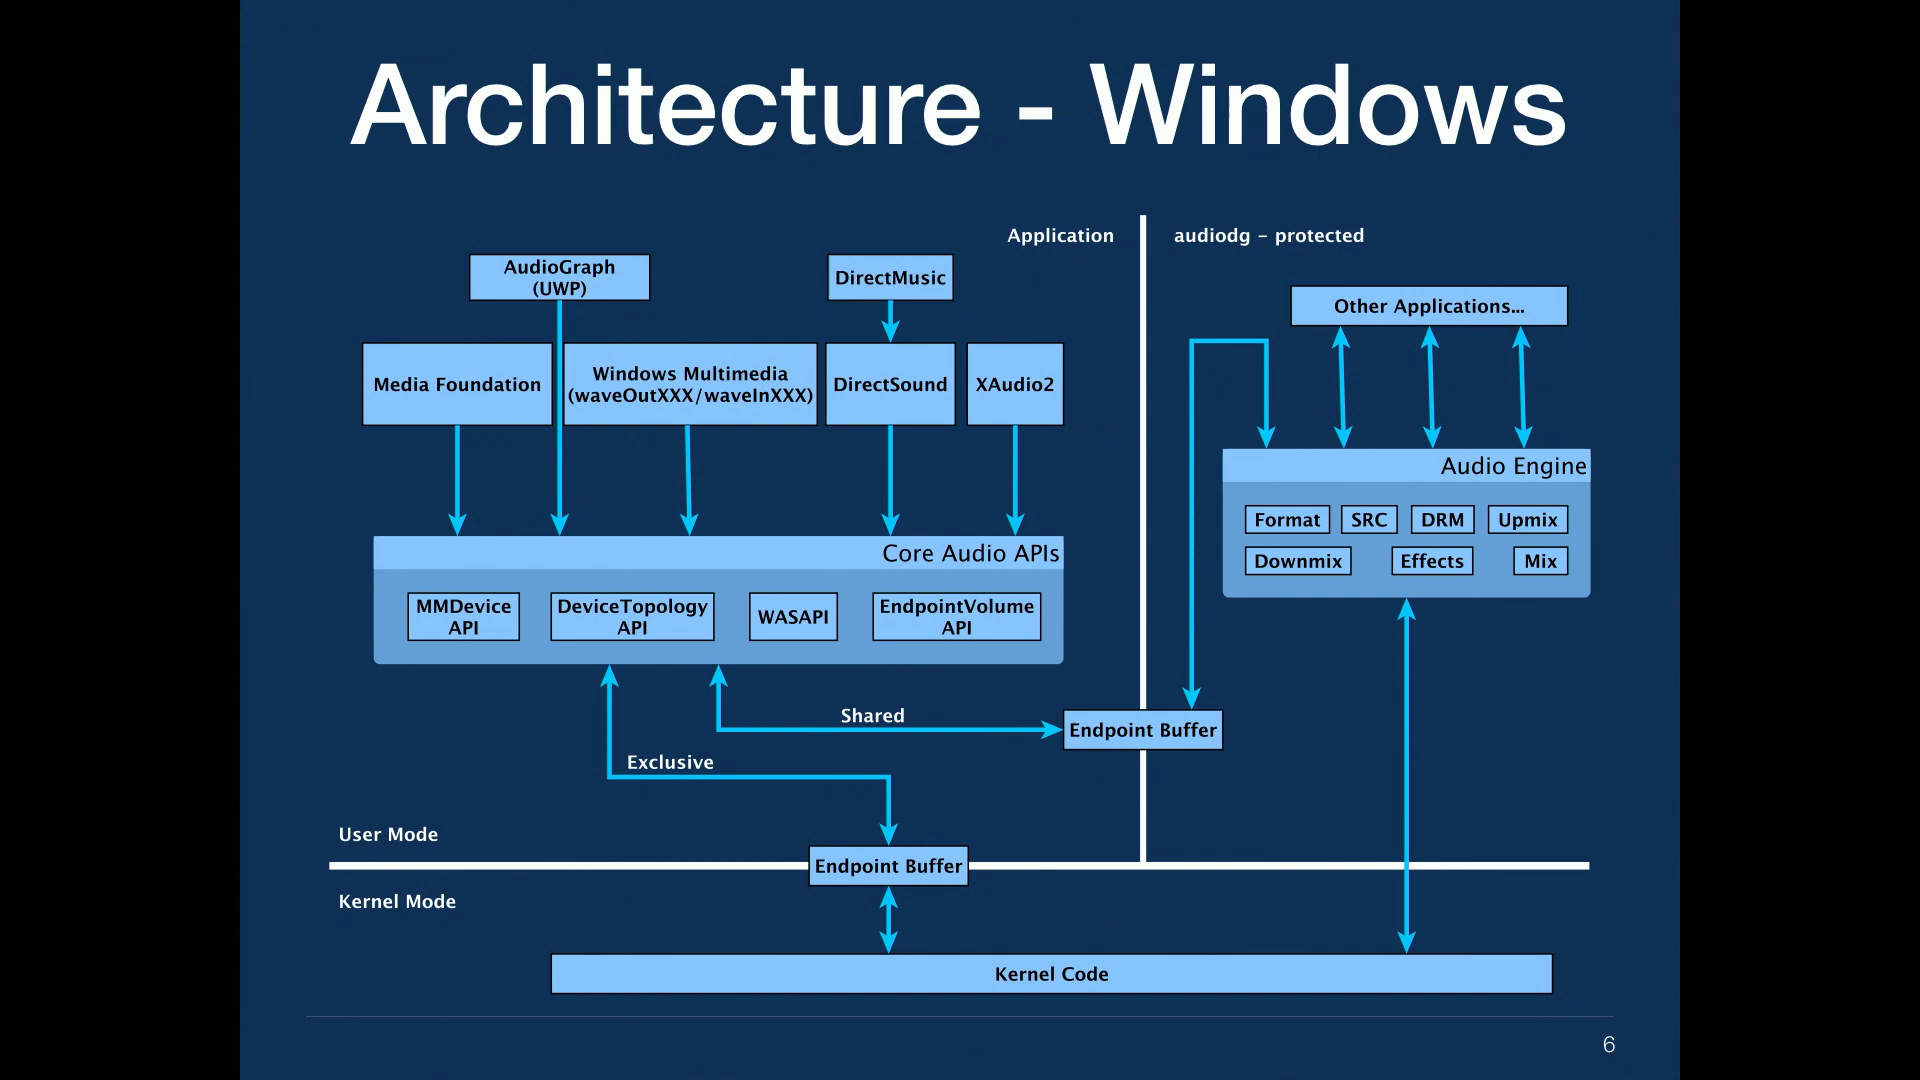 Architecture - Windows
Application
audiodg - protected
AudioGraph
(UWP)
DirectMusic
Other Applications...
Media Foundation
Windows Multimedia
(waveOutXXX/waveInXXX)
DirectSound
XAudio2
Audio Engine
Format
SRC
DRM
Upmix
Downmix
Effects
Mix
Core Audio APIs
MMDevice
API
DeviceTopology
API
WASAPI
EndpointVolume
API
Shared
Endpoint Buffer
Exclusive
User Mode
Endpoint Buffer
Kernel Mode
Kernel Code
6